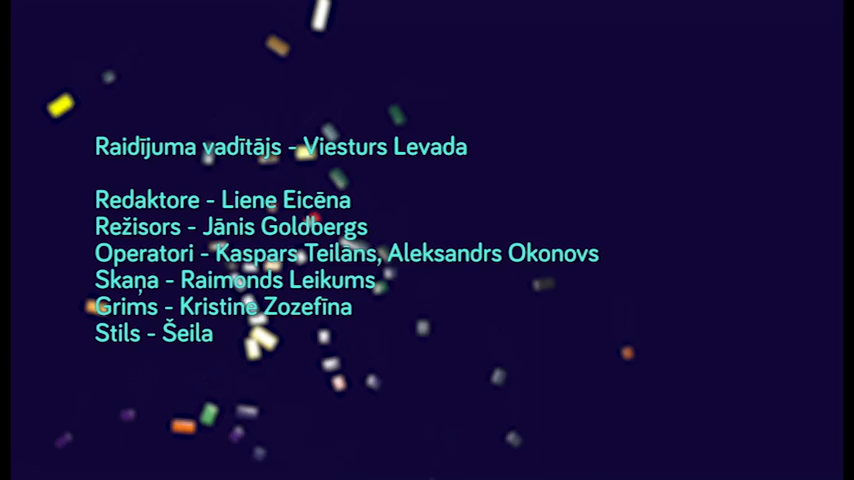 Raidījuma vadītājs - Viesturs Levada
Redaktore - Liene Eicēna
Režisors - Jānis Goldbergs
Operatori - Kaspars Teilāns, Aleksandrs Okonovs
Skaņa - Raimonds Leikums
Grims - Kristīne Zozefīna
Stils - Šeila